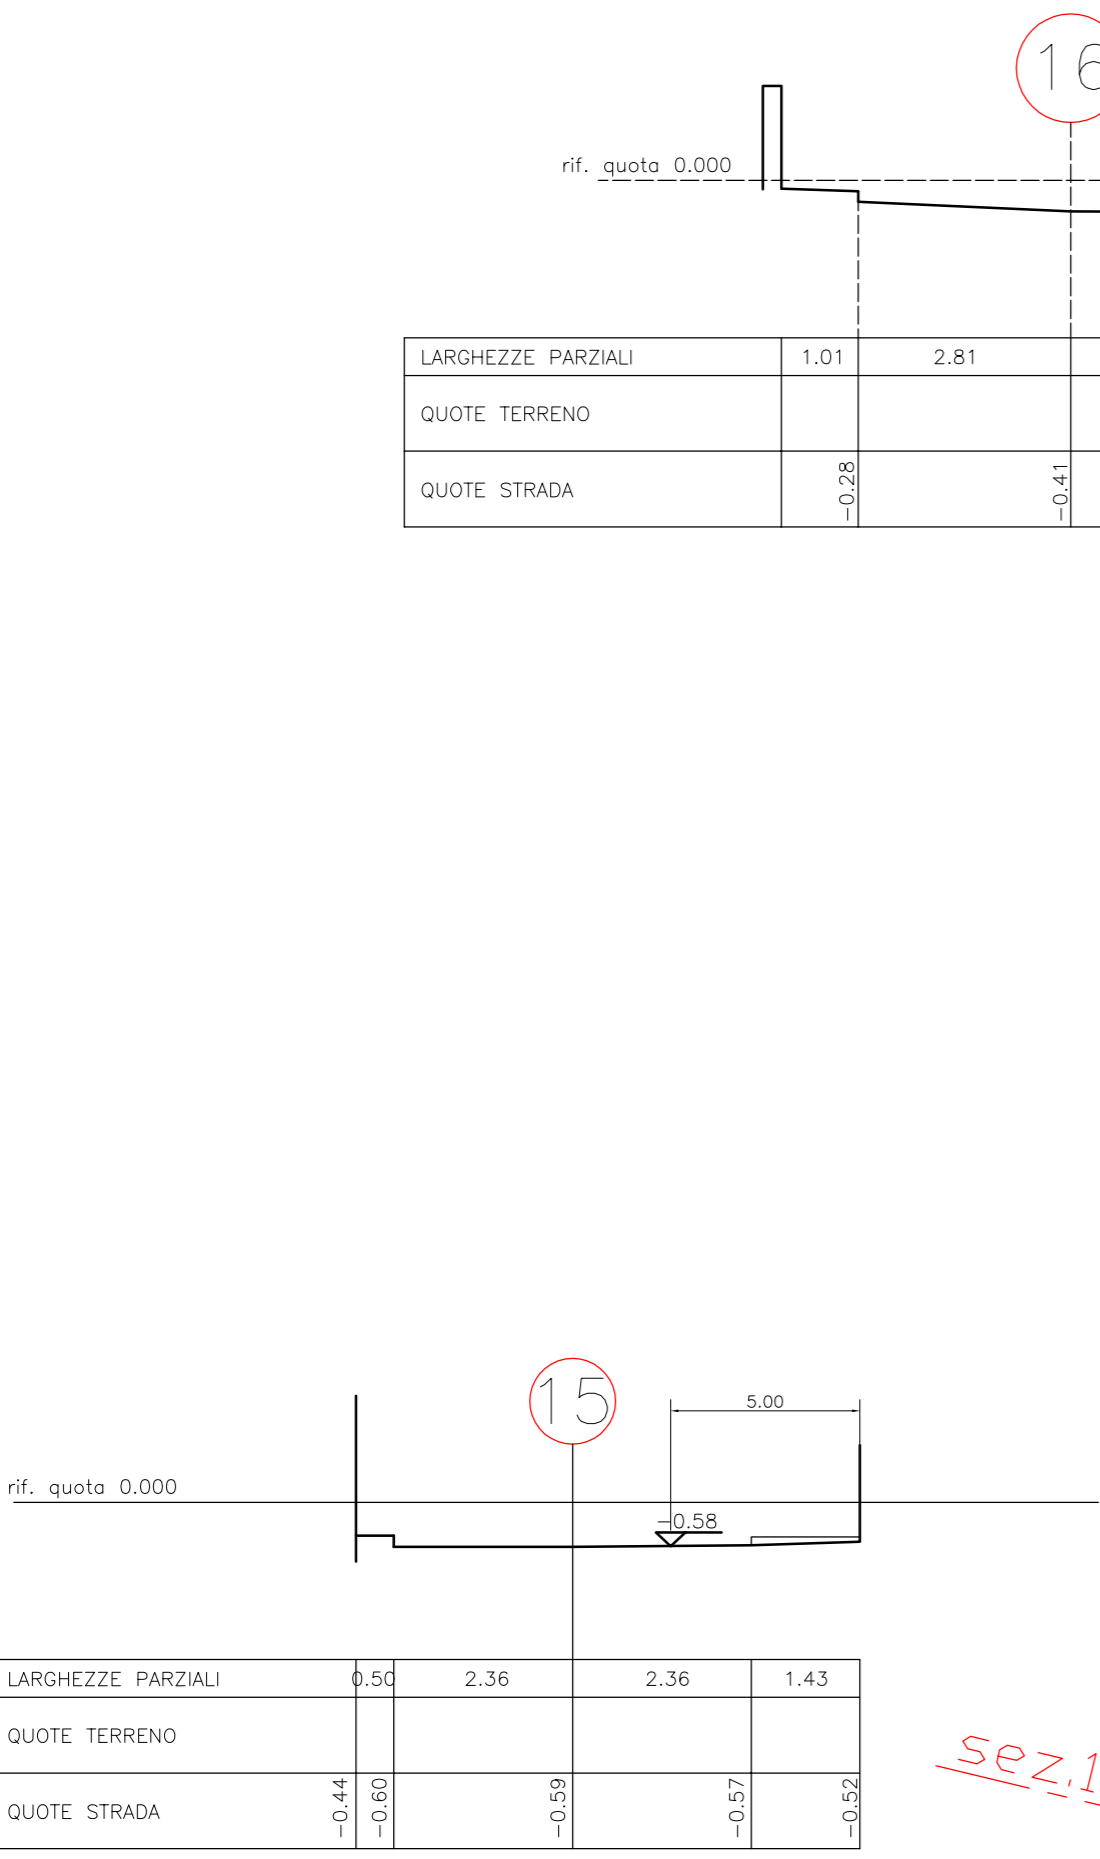 16
rif. quota 0.000
LARGHEZZE PARZIALI 1.01 2.81
QUOTE TERRENO
QUOTE STRADA -0.28 -0.41
15
5.00
rif. quota 0.000
-0.58
LARGHEZZE PARZIALI 0.50 2.36 2.36 1.43
QUOTE TERRENO
QUOTE STRADA -0.44 -0.60 -0.59 -0.57 -0.52
sez.1